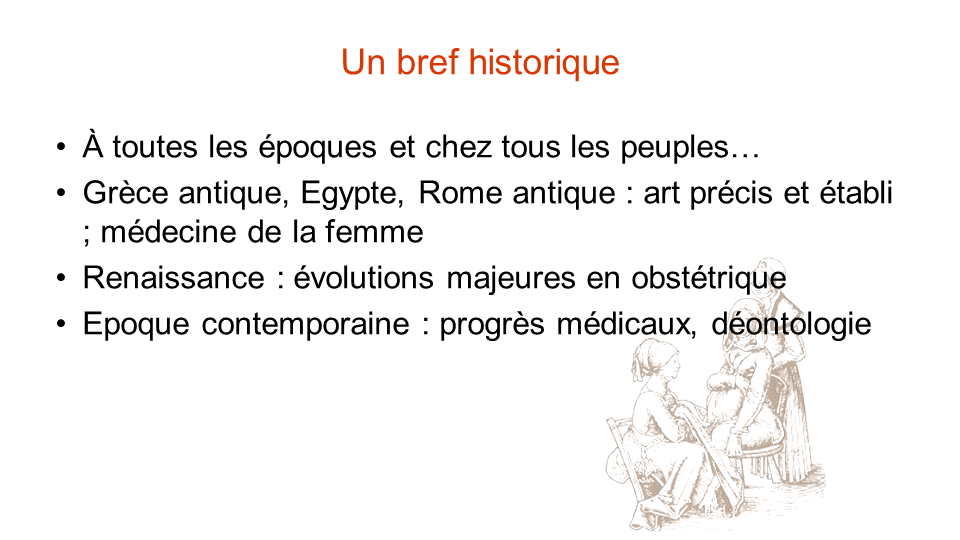 Un bref historique
• À toutes les époques et chez tous les peuples…
• Grèce antique, Egypte, Rome antique : art précis et établi
; médecine de la femme
• Renaissance : évolutions majeures en obstétrique
• Epoque contemporaine : progrès médicaux, déontologie